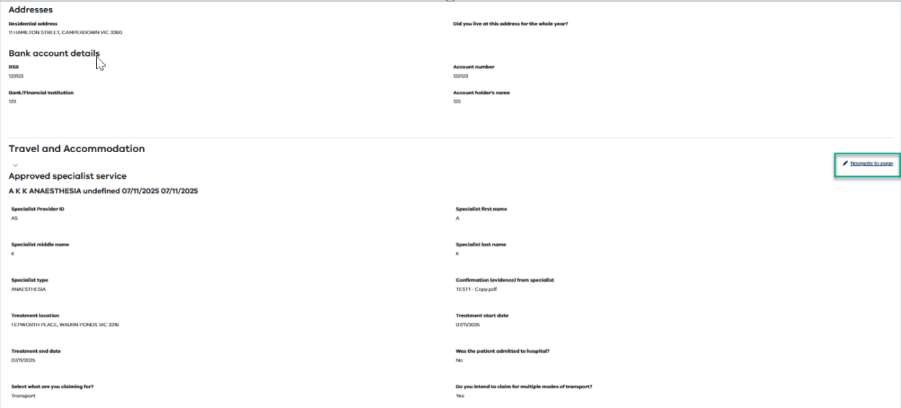 Addresses
Residential address
Did you live at this address for the whole year?
11 HAMILTON STREET, CAMPERDOWN VIC 3260
Bank account details
BSB
Account number
123123
123123
Bank/Financial institution
Account holder's name
123
123
Travel and Accommodation
Navigate to page
Approved specialist service
A K K ANAESTHESIA undefined 07/11/2025 07/11/2025
Specialist Provider ID
Specialist first name
AS
A
Specialist middle name
Specialist last name
K
K
Specialist type
Confirmation (evidence) from specialist
ANAESTHESIA
TEST1 - Copy.pdf
Treatment location
Treatment start date
PLACE, WAURN PONDS VIC 3216
07/11/2025
Treatment end date
Was the patient admitted to hospital?
07/11/2025
No
Select what are you claiming for?
Do you intend to claim for multiple modes of transport?
Transport
Yes